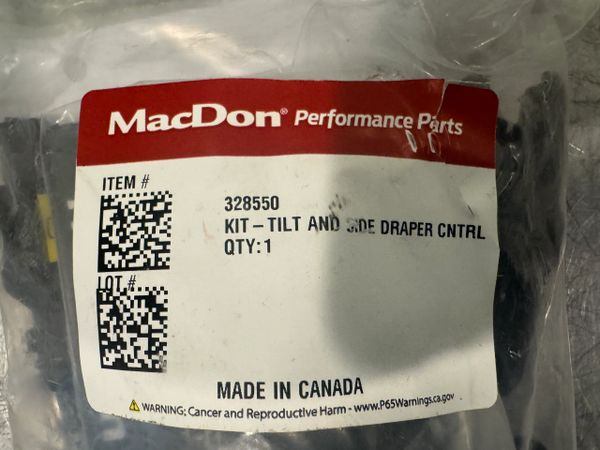 MacDon® Performance Parts
ITEM #
328550
KIT – TILT AND SIDE DRAPER CNTRL
QTY: 1
LOT #
MADE IN CANADA
⚠ WARNING: Cancer and Reproductive Harm - www.P65Warnings.ca.gov